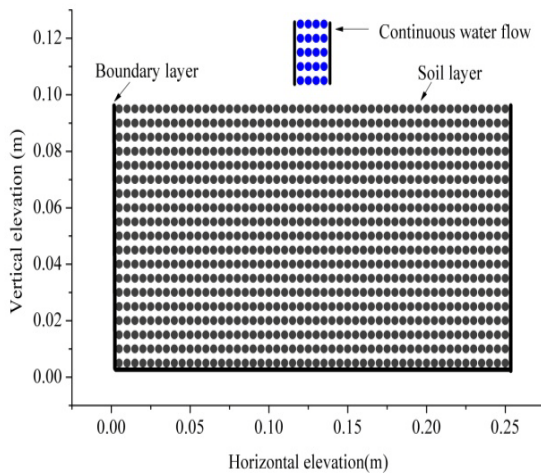 0.12
Continuous water flow
Boundary layer
Soil layer
0.10
0.08
0.06
0.04
0.02
0.00
Vertical elevation (m)
0.00 0.05 0.10 0.15 0.20 0.25
Horizontal elevation(m)